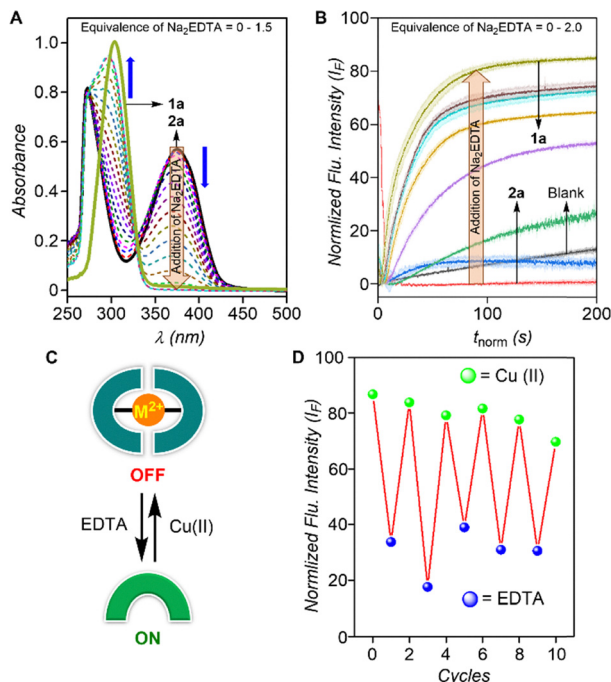 A
Equivalence of Na2EDTA = 0 - 1.5
Absorbance
1.0
0.8
0.6
0.4
0.2
0
1a
2a
Addition of Na2EDTA
250 300 350 400 450 500
λ (nm)
B
Equivalence of Na2EDTA = 0 - 2.0
Normlized Flu. Intensity (IF)
100
80
60
40
20
0
Addition of Na2EDTA
1a
2a
Blank
0 100 200
tnorm(s)
C
M2+
OFF
EDTA
Cu(II)
ON
D
Normlized Flu. Intensity (IF)
100
80
60
40
20
0
= Cu (II)
= EDTA
0 2 4 6 8 10
Cycles